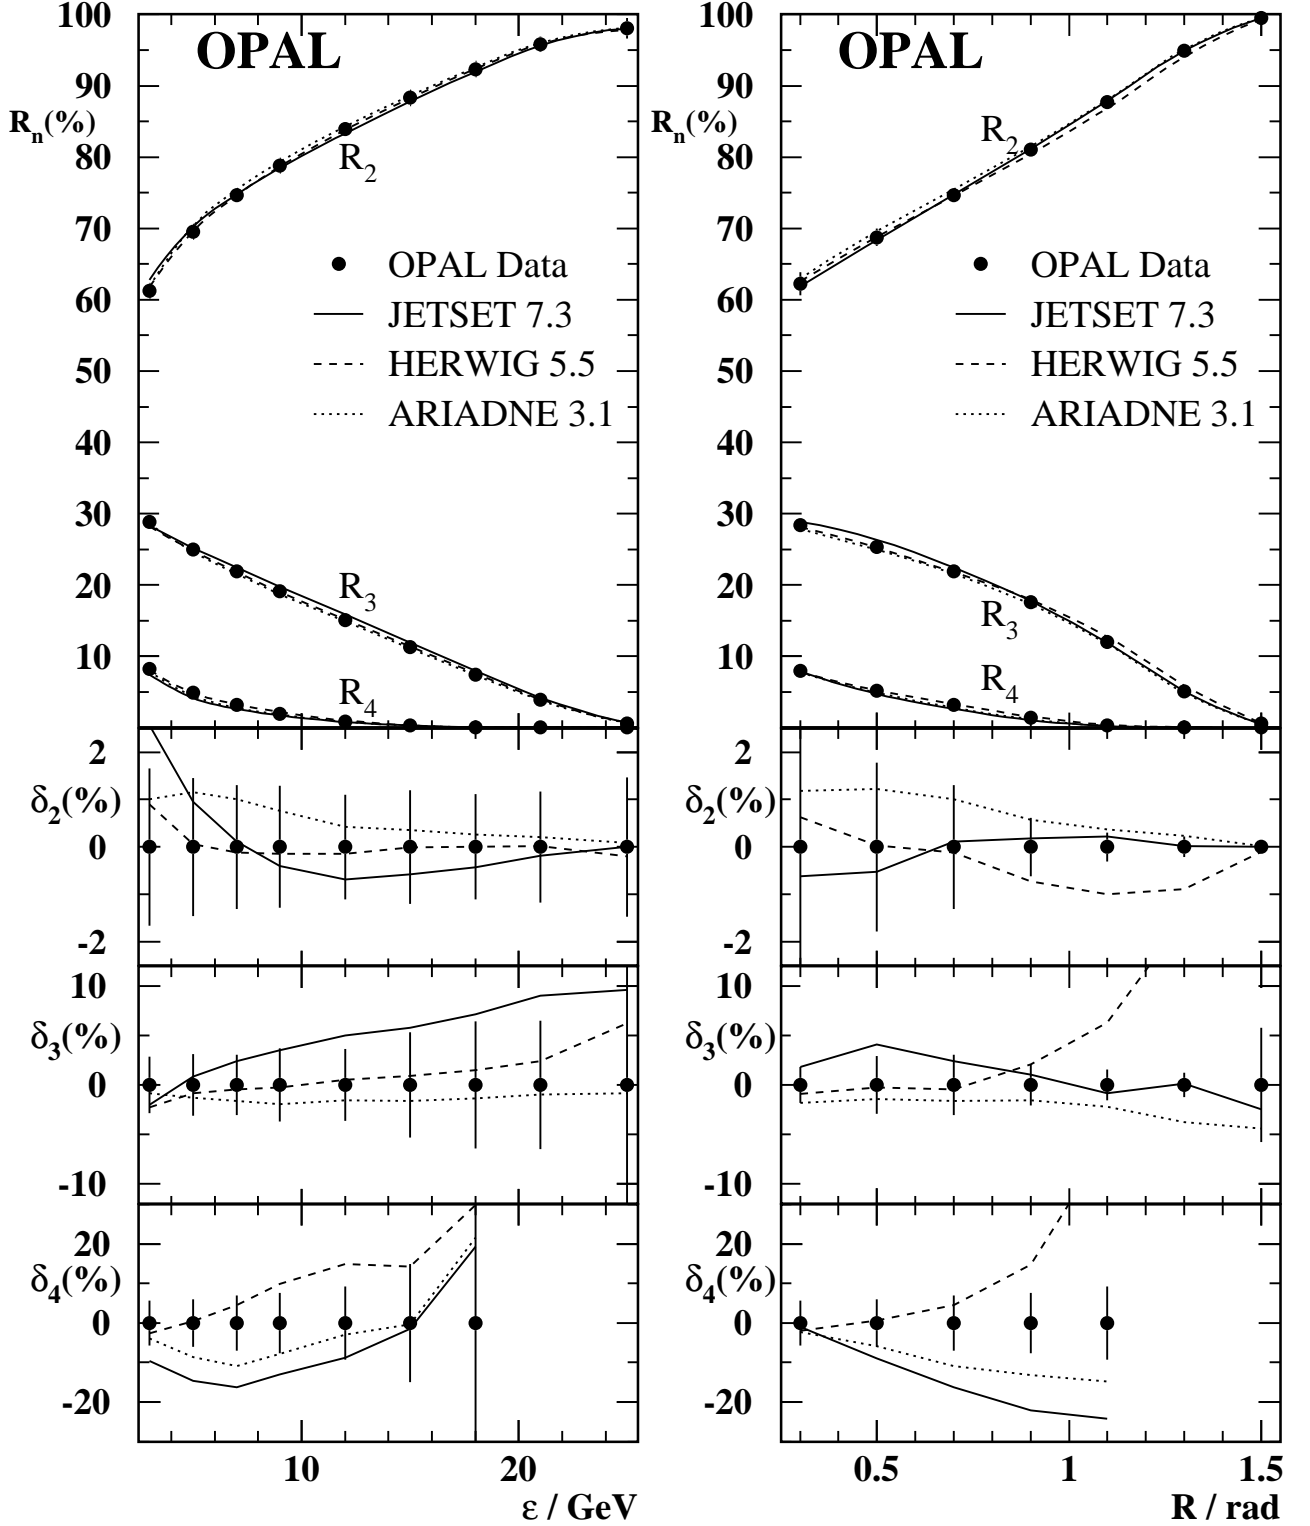 OPAL
100
90
R_n(%)
80
70
60
50
40
30
20
10
R_2
OPAL Data
JETSET 7.3
HERWIG 5.5
ARIADNE 3.1
R_3
R_4
2
δ_2(%)
0
-2
10
δ_3(%)
0
-10
20
δ_4(%)
0
-20
10
20
ε / GeV
OPAL
100
90
R_n(%)
80
70
60
50
40
30
20
10
R_2
OPAL Data
JETSET 7.3
HERWIG 5.5
ARIADNE 3.1
R_3
R_4
2
δ_2(%)
0
-2
10
δ_3(%)
0
-10
20
δ_4(%)
0
-20
0.5
1
1.5
R / rad